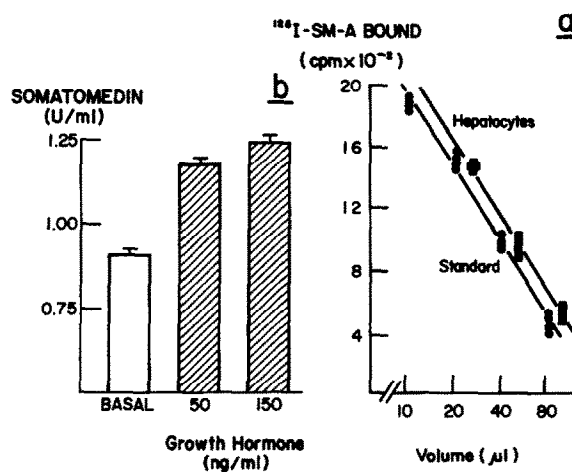 b
SOMATOMEDIN
(U/ml)
1.25
1.00
0.75
BASAL
50
150
Growth Hormone
(ng/ml)
a
¹²⁵I-SM-A BOUND
(cpm x 10⁻²)
20
16
12
8
4
Hepatocytes
Standard
10
20
40
80
Volume (µl)